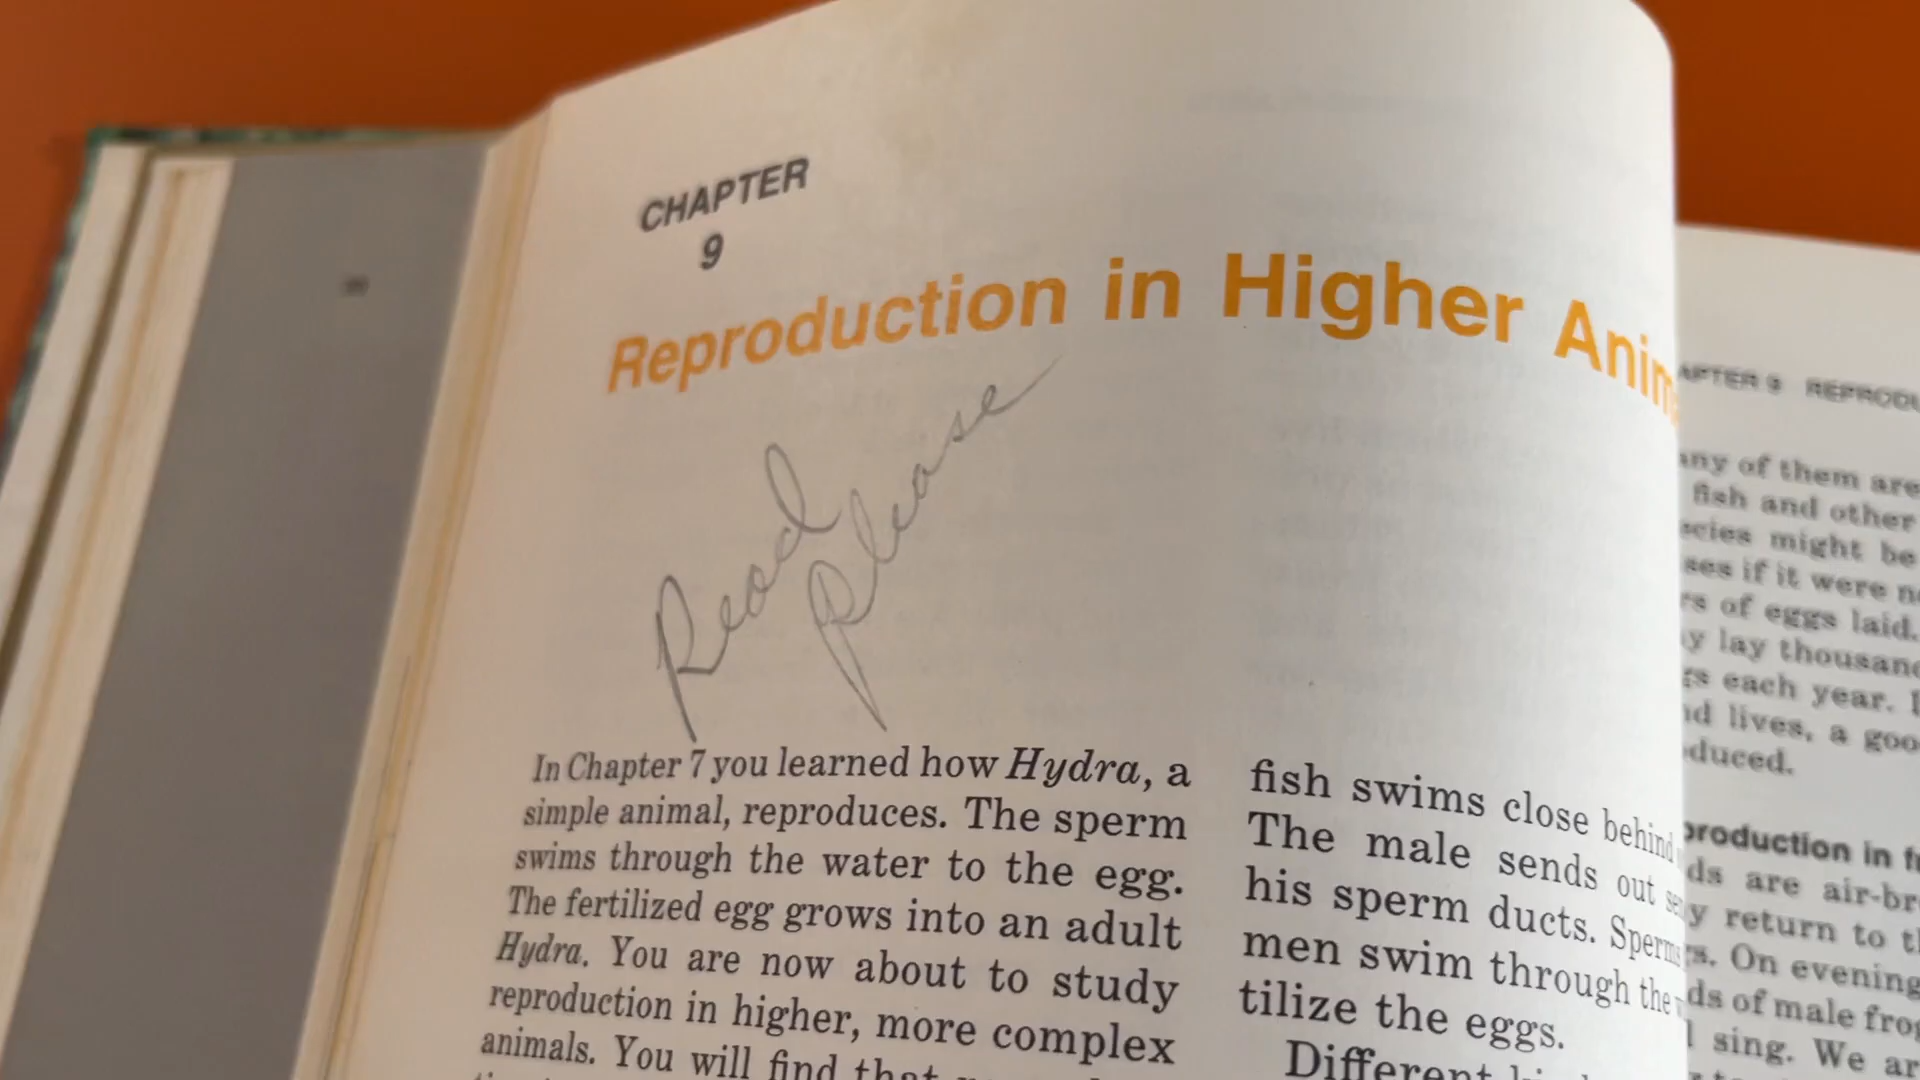 CHAPTER
9
Reproduction in Higher Anim
Read
Please
In Chapter 7 you learned how Hydra, a
simple animal, reproduces. The sperm
swims through the water to the egg.
The fertilized egg grows into an adult
Hydra. You are now about to study
reproduction in higher, more complex
animals. You will find that
fish swims close behind
The male sends out
his sperm ducts. Sperms
men swim through the
tilize the eggs.
Different
APTER 9 REPRODU
any of them are
fish and other
ecies might be
ses if it were
rs of eggs laid.
y lay thousand
gs each year.
nd lives, a goo
duced.
production in
ds are air-br
y return to
s. On evening
ds of male frog
sing. We ar